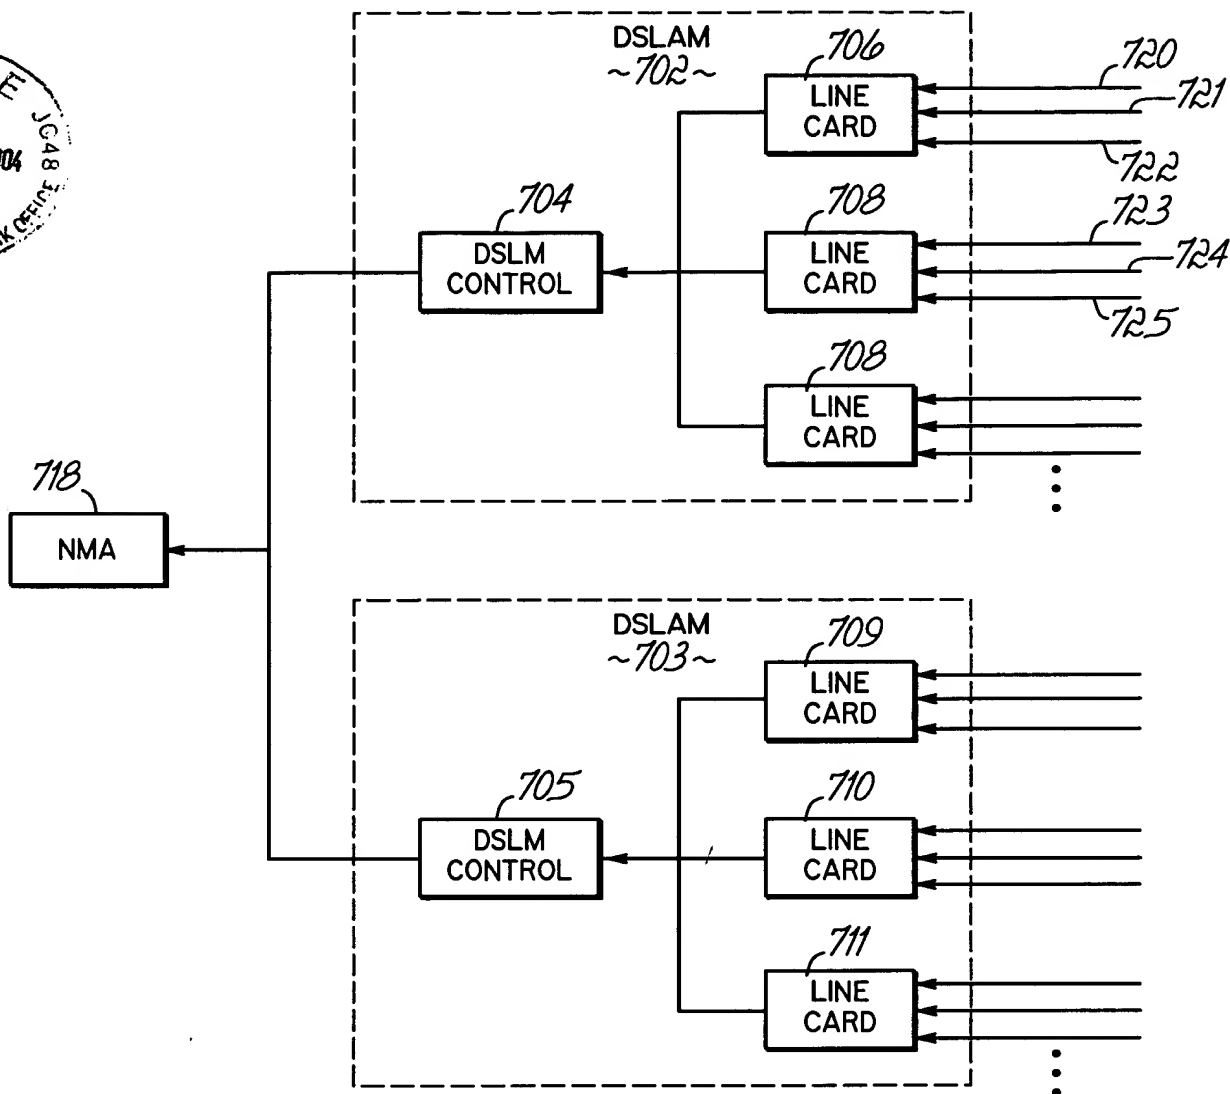 DSLAM
~702~
706
LINE
CARD
720
721
722
704
DSLM
CONTROL
708
LINE
CARD
723
724
725
708
LINE
CARD
718
NMA
DSLAM
~703~
709
LINE
CARD
705
DSLM
CONTROL
710
LINE
CARD
711
LINE
CARD
JC48